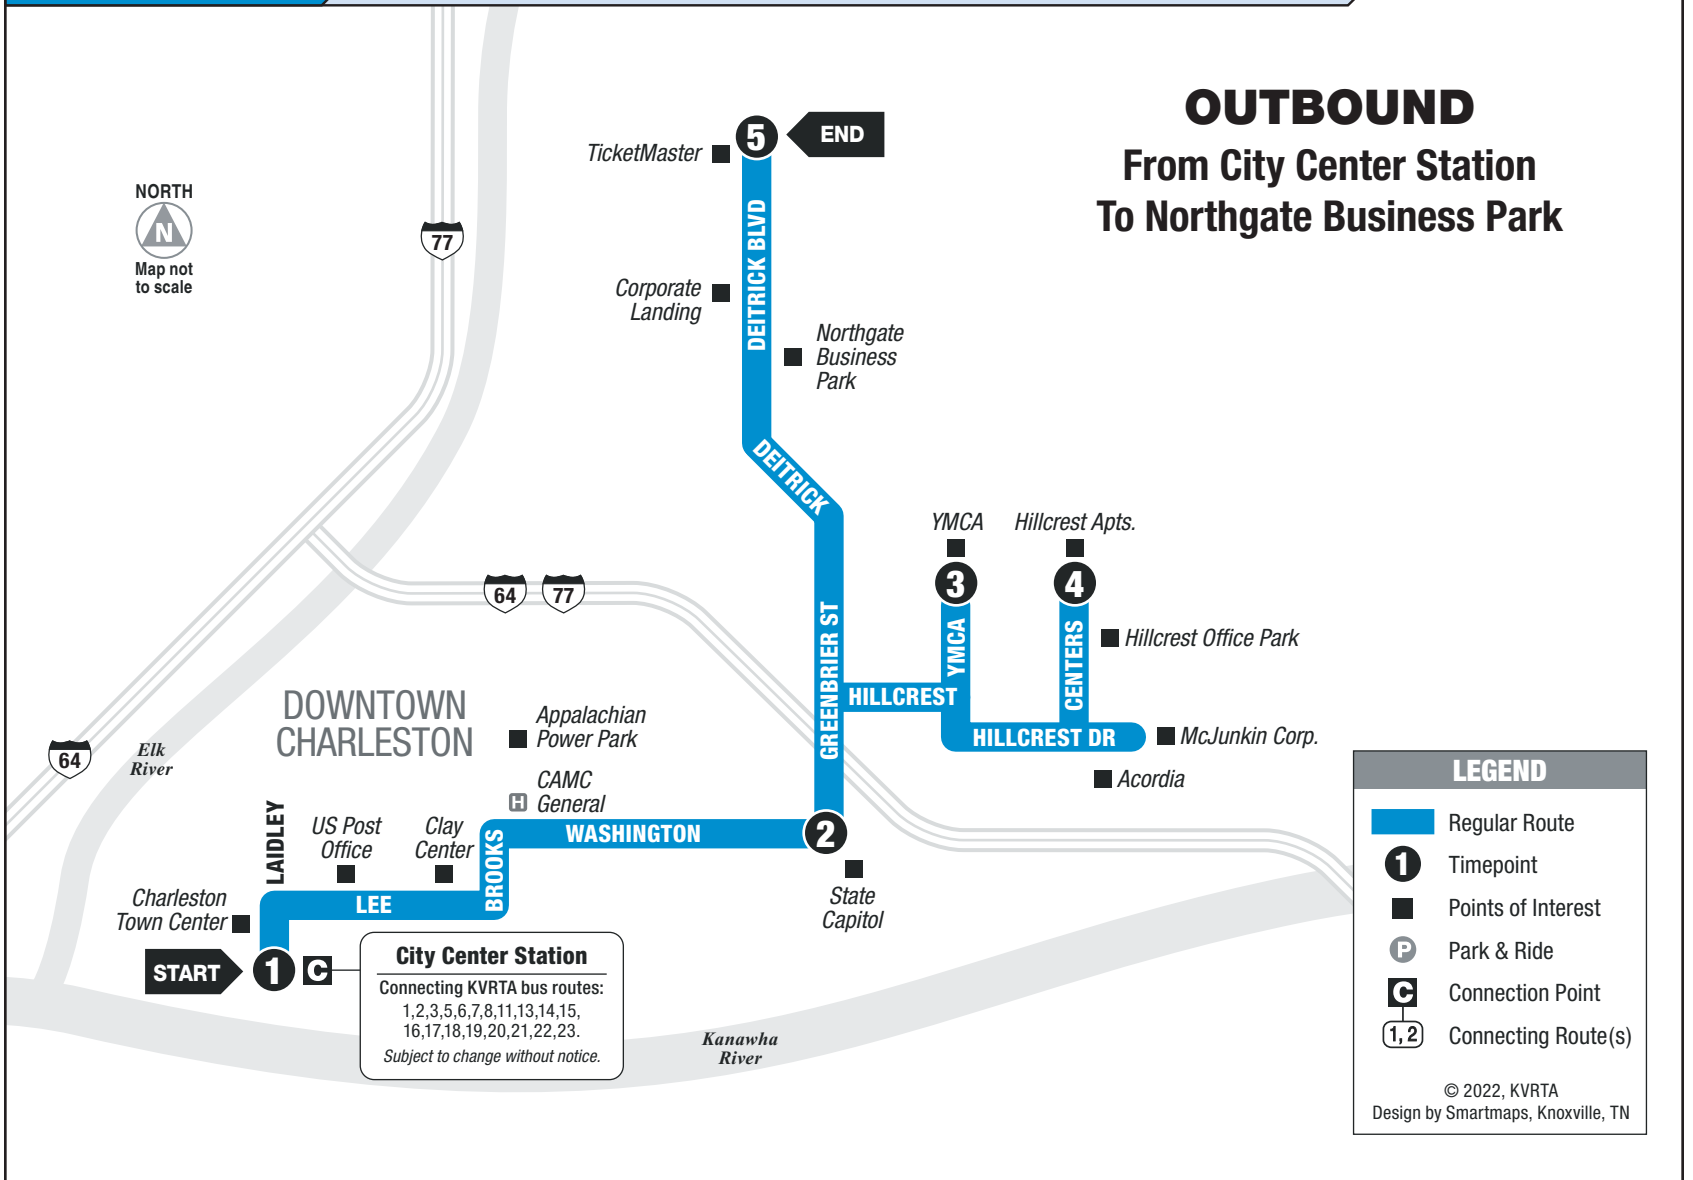 OUTBOUND
From City Center Station
To Northgate Business Park
NORTH
N
Map not
to scale
77
TicketMaster
5
END
DEITRICK BLVD
Corporate
Landing
Northgate
Business
Park
DEITRICK
YMCA
Hillcrest Apts.
3
4
64
77
GREENBRIER ST
YMCA
CENTERS
Hillcrest Office Park
HILLCREST
HILLCREST DR
McJunkin Corp.
Acordia
DOWNTOWN
CHARLESTON
Appalachian
Power Park
64
Elk
River
H
CAMC
General
LAIDLEY
US Post
Office
Clay
Center
BROOKS
WASHINGTON
2
State
Capitol
Charleston
Town Center
LEE
START
1
C
City Center Station
Connecting KVRTA bus routes:
1,2,3,5,6,7,8,11,13,14,15,
16,17,18,19,20,21,22,23.
Subject to change without notice.
Kanawha
River
LEGEND
Regular Route
1 Timepoint
Points of Interest
P Park & Ride
C Connection Point
1, 2 Connecting Route(s)
© 2022, KVRTA
Design by Smartmaps, Knoxville, TN